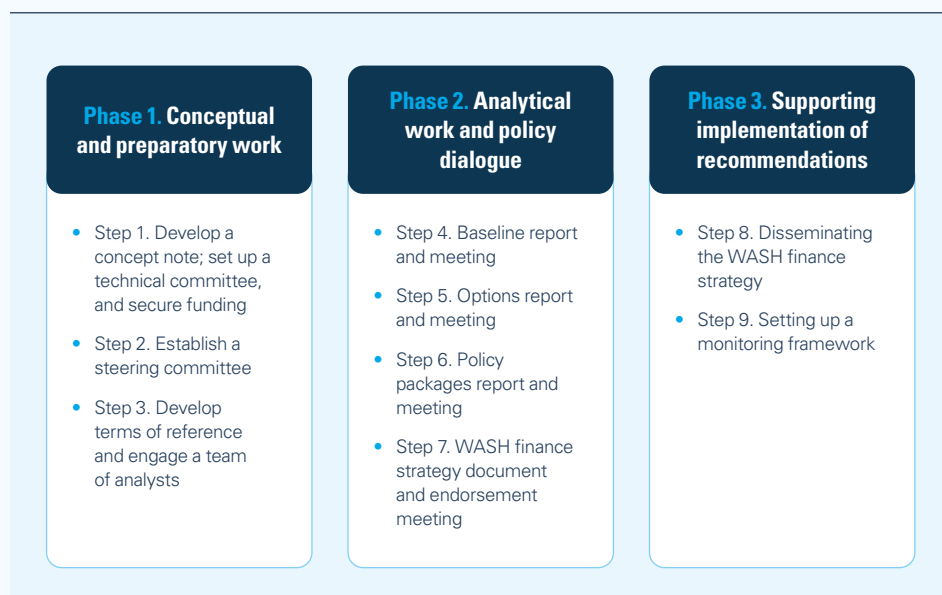 Phase 1. Conceptual
and preparatory work
• Step 1. Develop a
concept note; set up a
technical committee,
and secure funding
• Step 2. Establish a
steering committee
• Step 3. Develop
terms of reference
and engage a team
of analysts
Phase 2. Analytical
work and policy
dialogue
• Step 4. Baseline report
and meeting
• Step 5. Options report
and meeting
• Step 6. Policy
packages report and
meeting
• Step 7. WASH finance
strategy document
and endorsement
meeting
Phase 3. Supporting
implementation of
recommendations
• Step 8. Disseminating
the WASH finance
strategy
• Step 9. Setting up a
monitoring framework